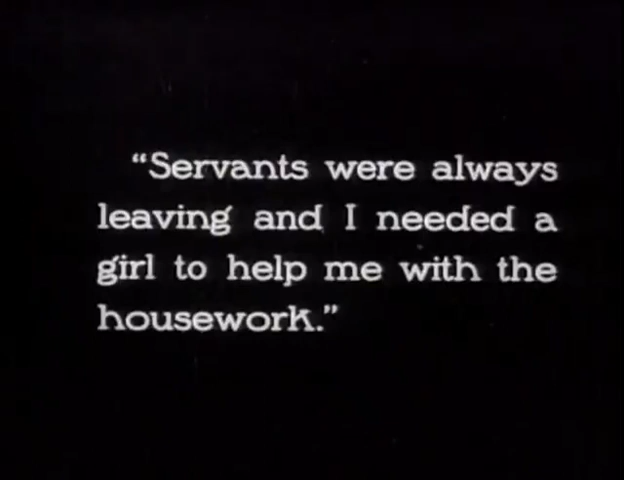 “Servants were always
leaving and I needed a
girl to help me with the
housework.”